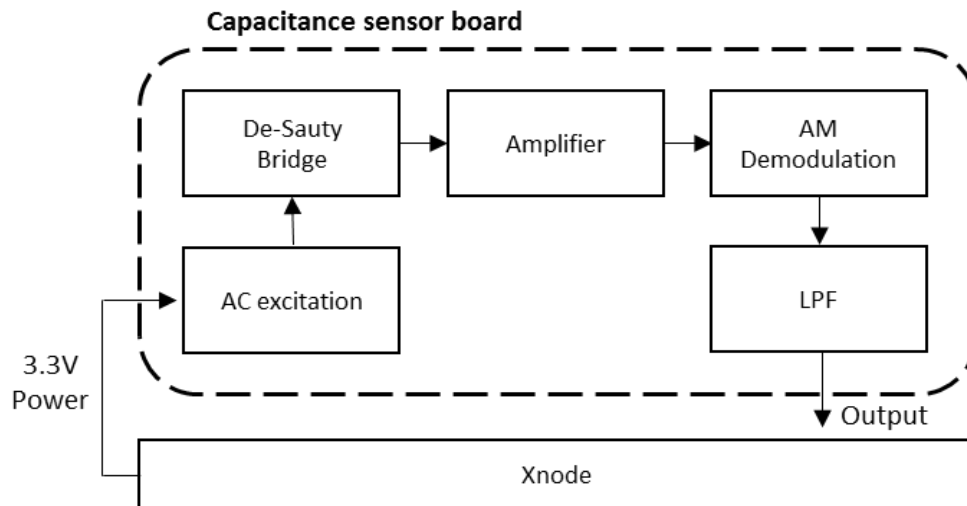 Capacitance sensor board
De-Sauty
Bridge
Amplifier
AM
Demodulation
AC excitation
LPF
3.3V
Power
Output
Xnode